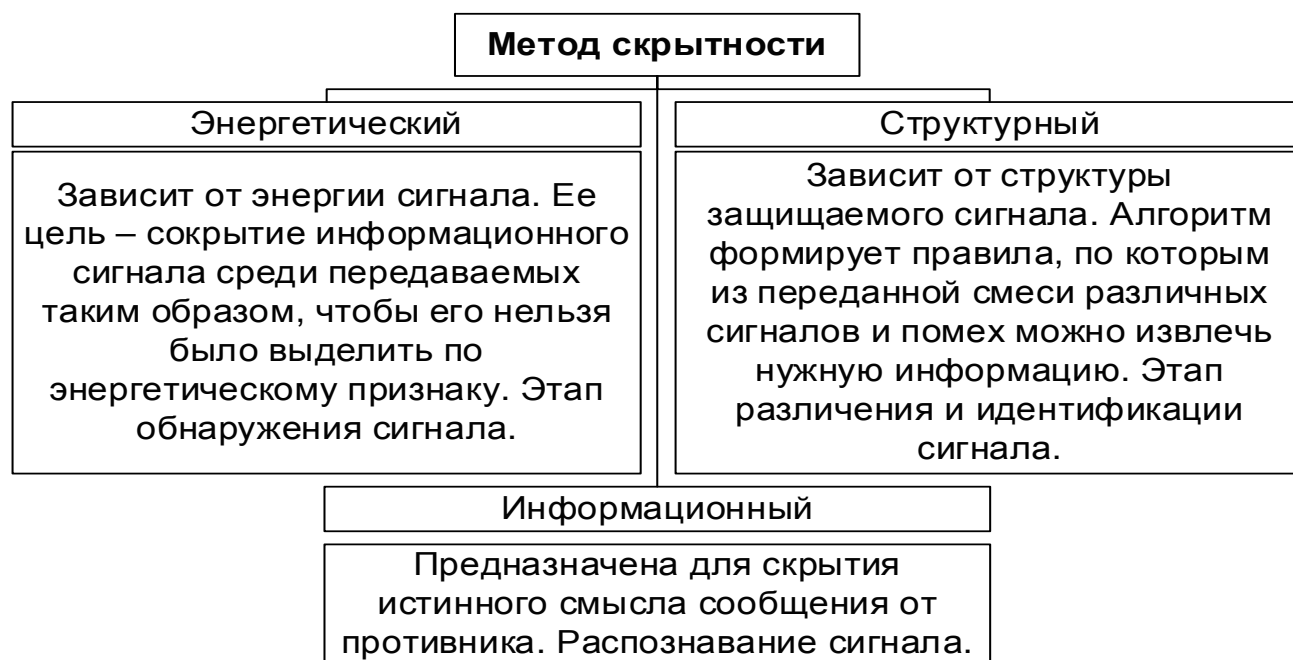 Метод скрытности
Энергетический
Зависит от энергии сигнала. Ее
цель – сокрытие информационного
сигнала среди передаваемых
таким образом, чтобы его нельзя
было выделить по
энергетическому признаку. Этап
обнаружения сигнала.
Структурный
Зависит от структуры
защищаемого сигнала. Алгоритм
формирует правила, по которым
из переданной смеси различных
сигналов и помех можно извлечь
нужную информацию. Этап
различения и идентификации
сигнала.
Информационный
Предназначена для скрытия
истинного смысла сообщения от
противника. Распознавание сигнала.